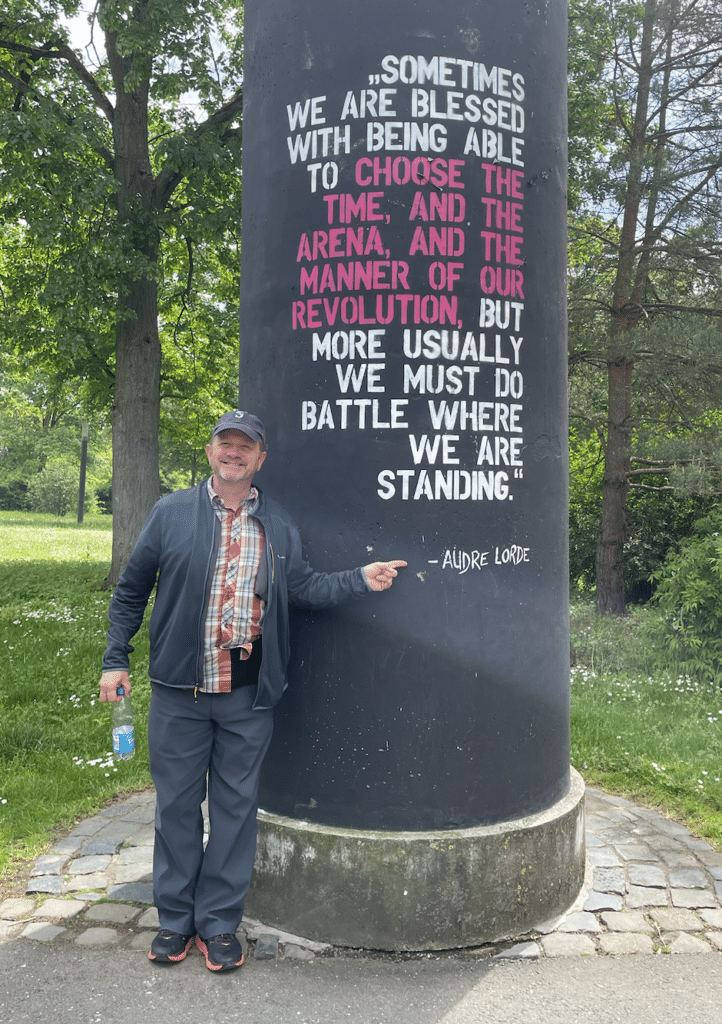 „SOMETIMES
WE ARE BLESSED
WITH BEING ABLE
TO CHOOSE THE
TIME, AND THE
ARENA, AND THE
MANNER OF OUR
REVOLUTION, BUT
MORE USUALLY
WE MUST DO
BATTLE WHERE
WE ARE
STANDING.“
– AUDRE LORDE